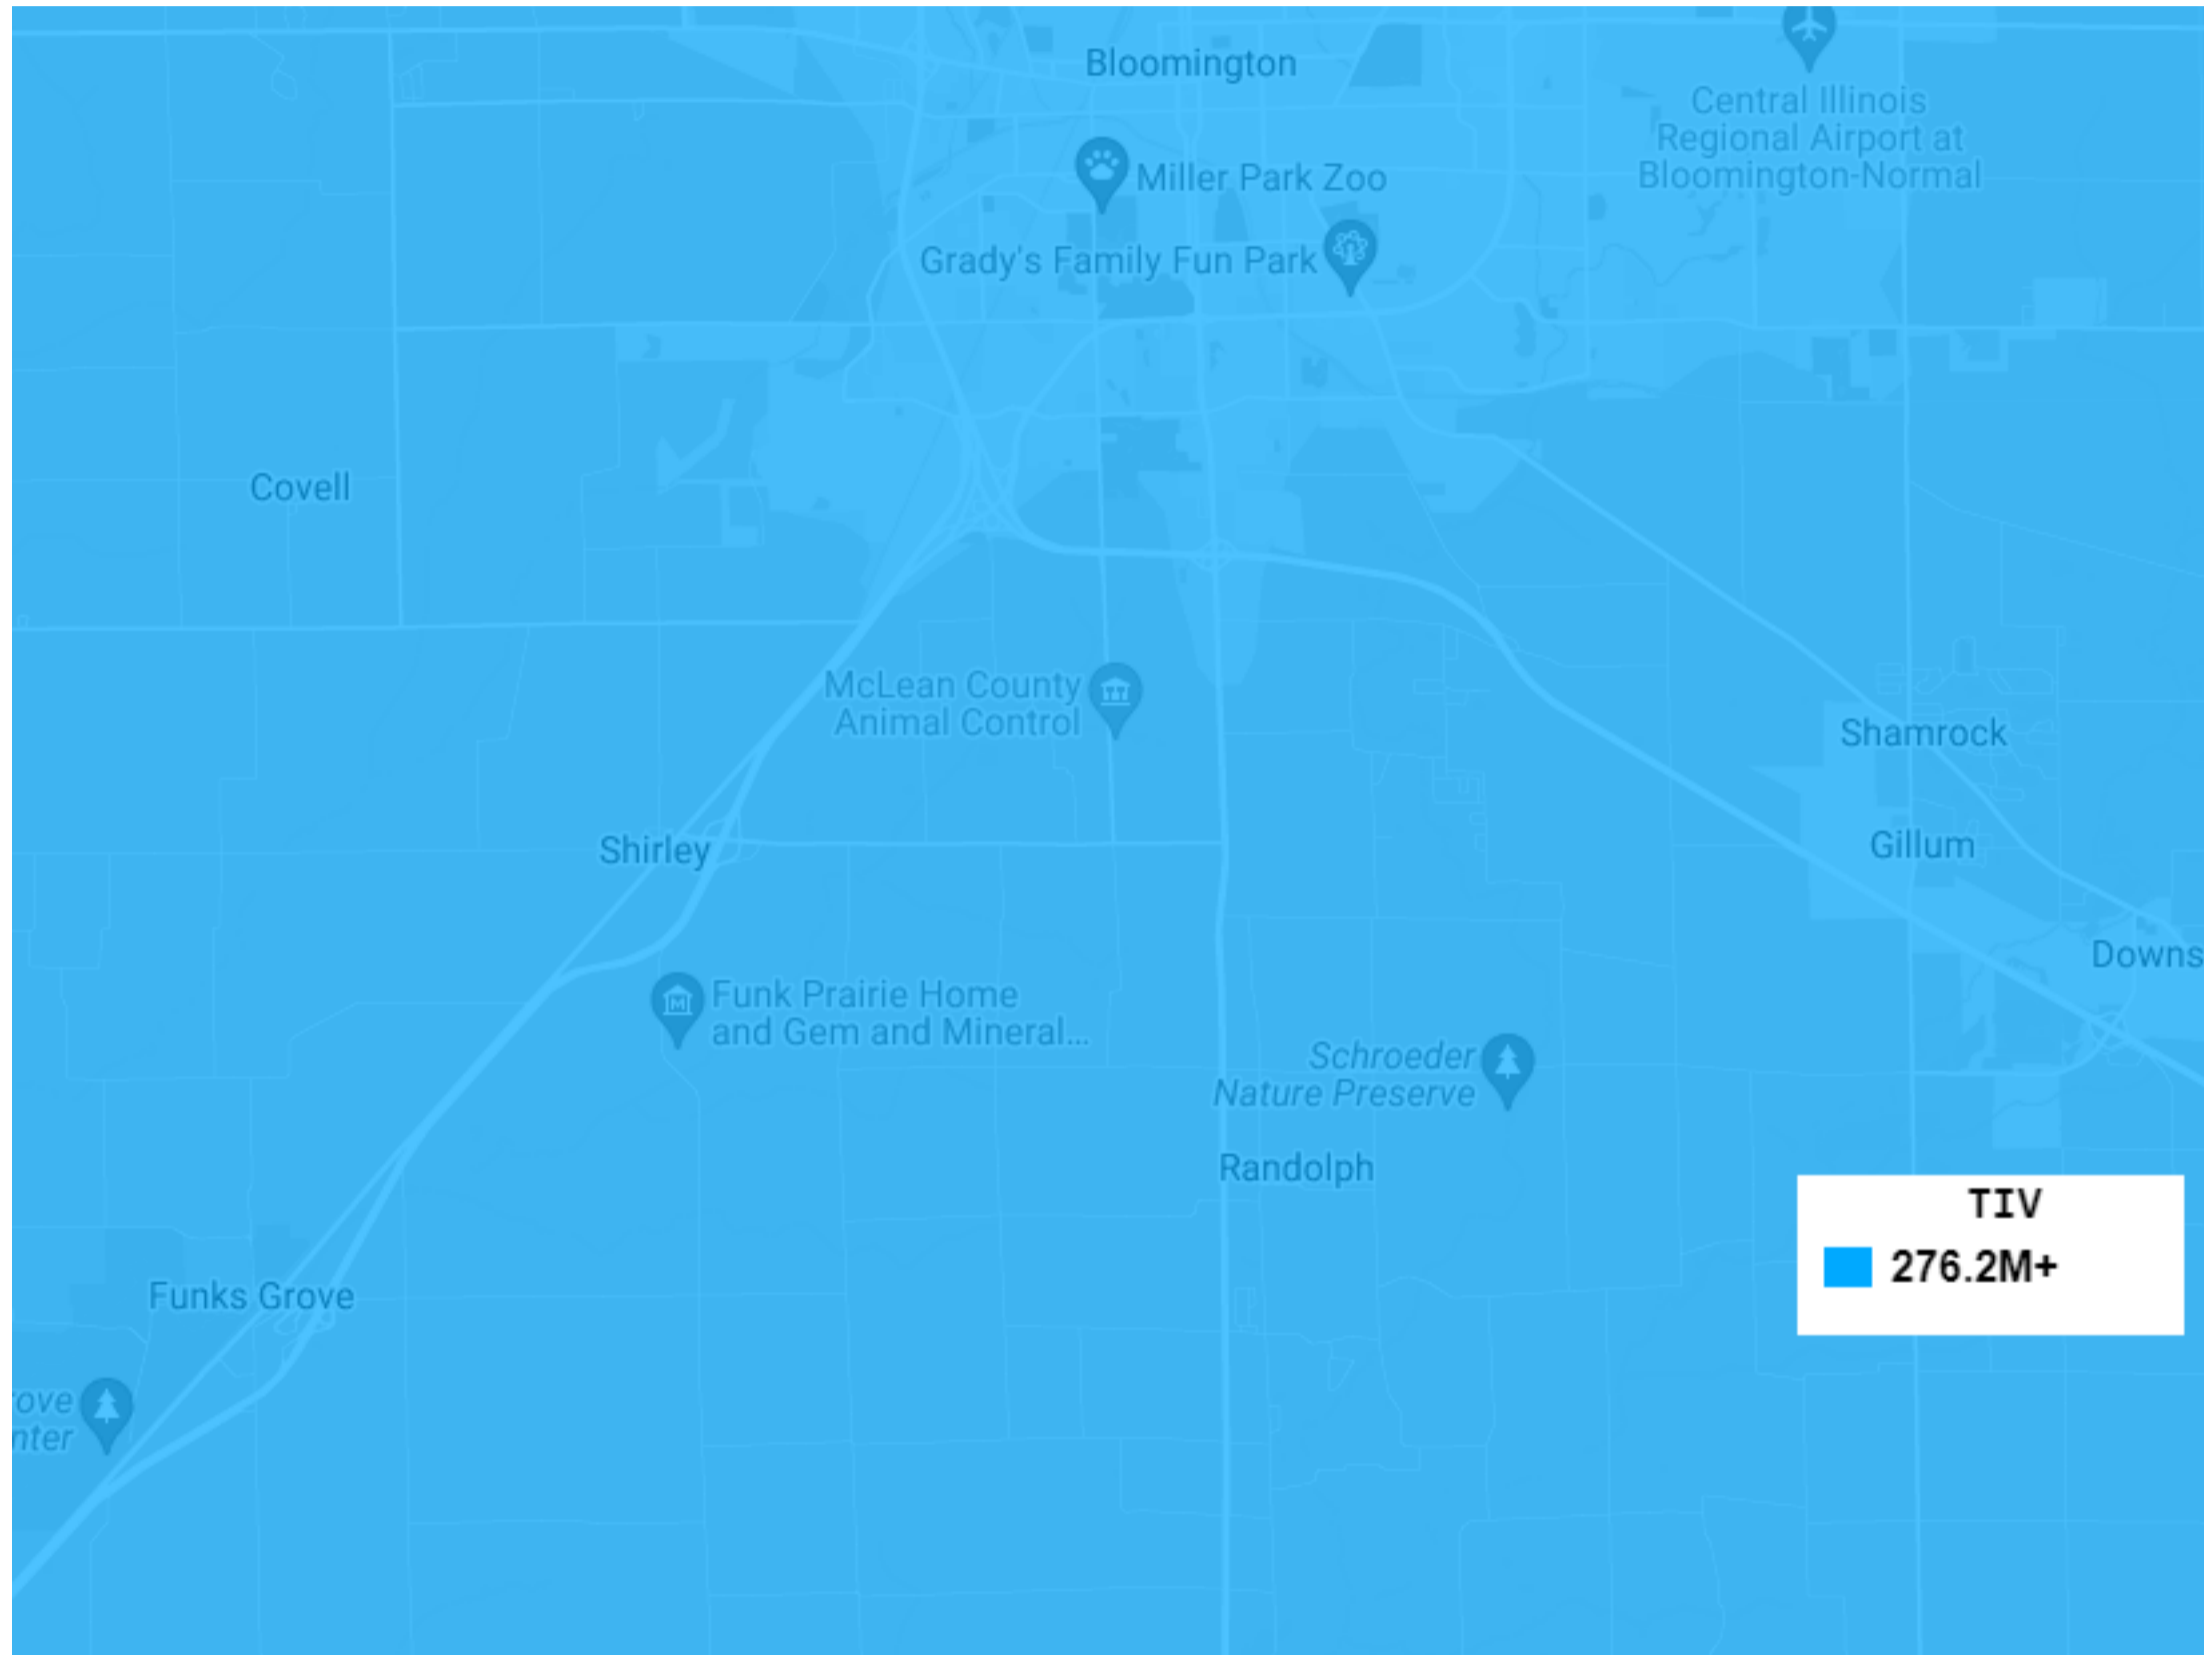 Bloomington
Central Illinois
Regional Airport at
Bloomington-Normal
Miller Park Zoo
Grady's Family Fun Park
Covell
McLean County
Animal Control
Shamrock
Shirley
Gillum
Downs
Funk Prairie Home
and Gem and Mineral...
Schroeder
Nature Preserve
Randolph
TIV
276.2M+
Funks Grove
ove
nter